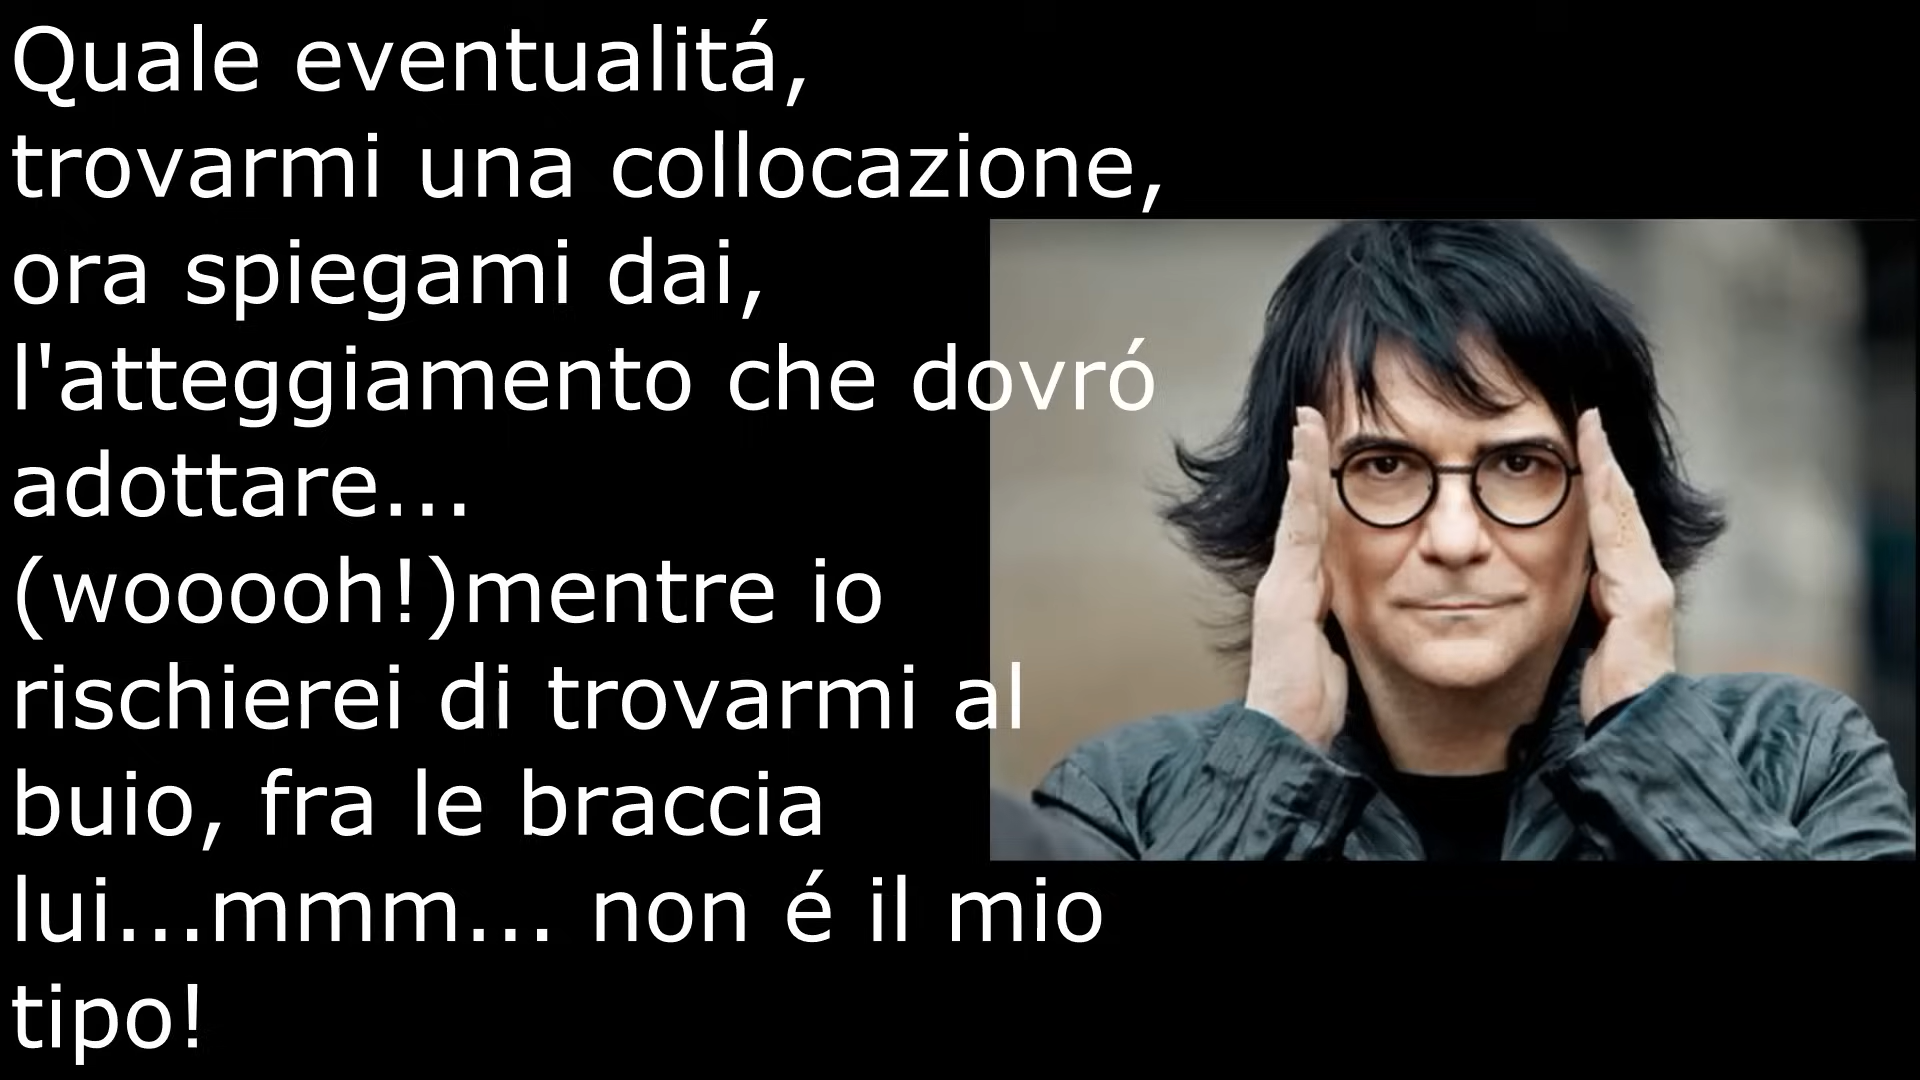 Quale eventualitá,
trovarmi una collocazione,
ora spiegami dai,
l'atteggiamento che dovró
adottare...
(wooooh!)mentre io
rischierei di trovarmi al
buio, fra le braccia
lui...mmm... non é il mio
tipo!